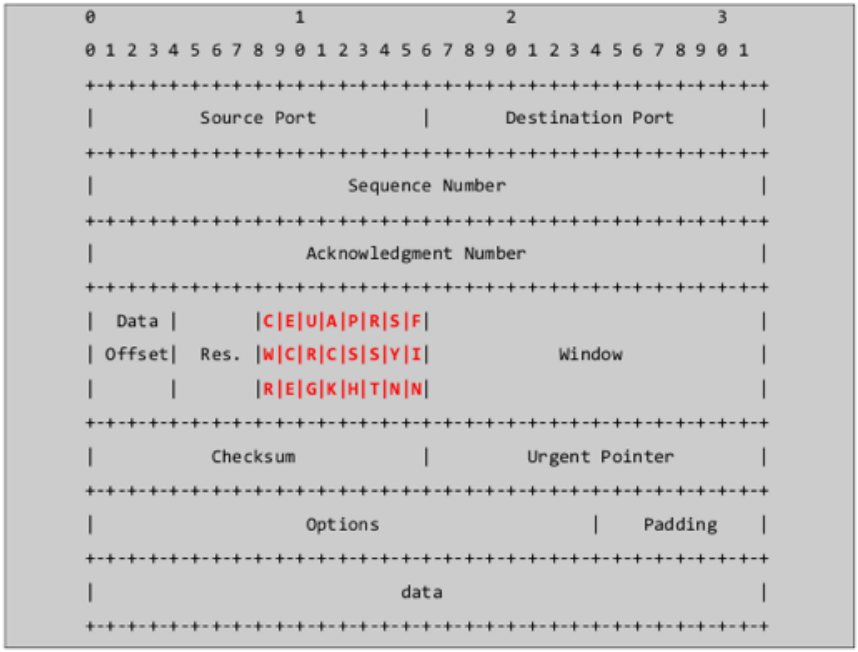 0                   1                   2                   3
0 1 2 3 4 5 6 7 8 9 0 1 2 3 4 5 6 7 8 9 0 1 2 3 4 5 6 7 8 9 0 1
+-+-+-+-+-+-+-+-+-+-+-+-+-+-+-+-+-+-+-+-+-+-+-+-+-+-+-+-+-+-+-+-+
|          Source Port          |       Destination Port        |
+-+-+-+-+-+-+-+-+-+-+-+-+-+-+-+-+-+-+-+-+-+-+-+-+-+-+-+-+-+-+-+-+
|                        Sequence Number                        |
+-+-+-+-+-+-+-+-+-+-+-+-+-+-+-+-+-+-+-+-+-+-+-+-+-+-+-+-+-+-+-+-+
|                    Acknowledgment Number                      |
+-+-+-+-+-+-+-+-+-+-+-+-+-+-+-+-+-+-+-+-+-+-+-+-+-+-+-+-+-+-+-+-+
|  Data |       |C|E|U|A|P|R|S|F|                               |
| Offset|  Res. |W|C|R|C|S|S|Y|I|            Window             |
|       |       |R|E|G|K|H|T|N|N|                               |
+-+-+-+-+-+-+-+-+-+-+-+-+-+-+-+-+-+-+-+-+-+-+-+-+-+-+-+-+-+-+-+-+
|           Checksum            |         Urgent Pointer        |
+-+-+-+-+-+-+-+-+-+-+-+-+-+-+-+-+-+-+-+-+-+-+-+-+-+-+-+-+-+-+-+-+
|                    Options                    |    Padding    |
+-+-+-+-+-+-+-+-+-+-+-+-+-+-+-+-+-+-+-+-+-+-+-+-+-+-+-+-+-+-+-+-+
|                             data                              |
+-+-+-+-+-+-+-+-+-+-+-+-+-+-+-+-+-+-+-+-+-+-+-+-+-+-+-+-+-+-+-+-+